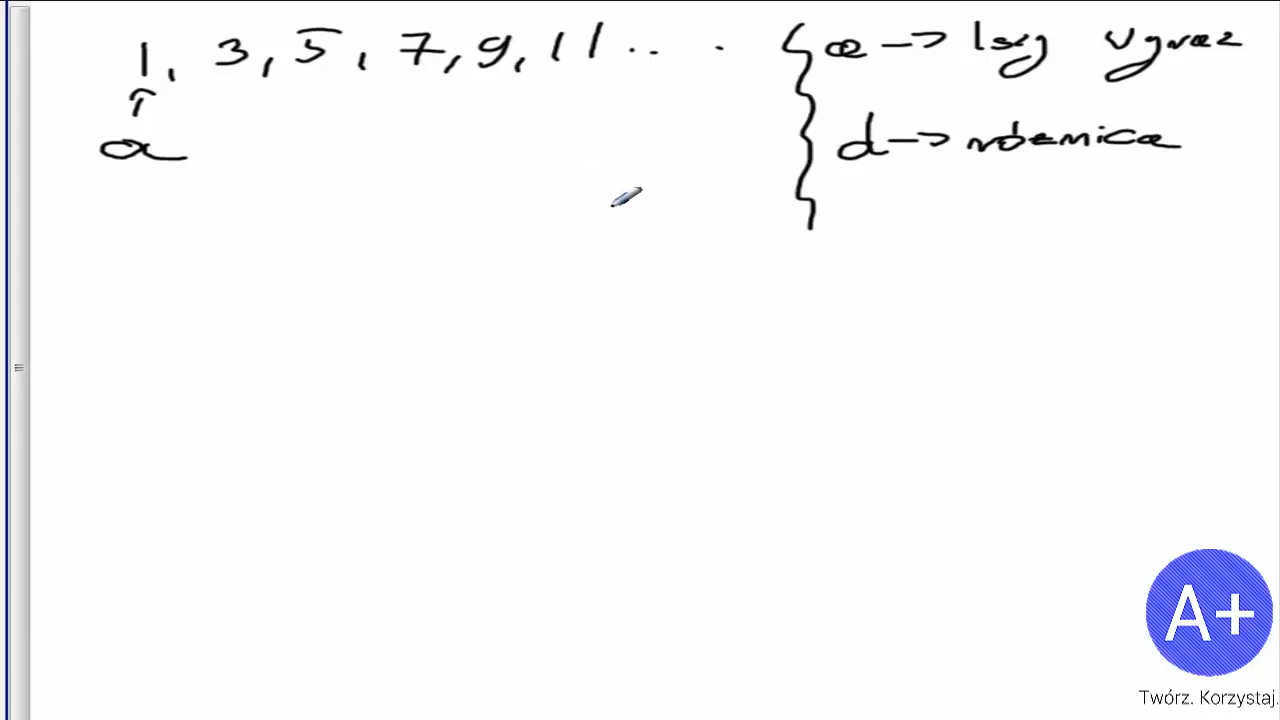 1, 3, 5, 7, 9, 11 .. . a → 1szy wyraz
a d → różnica
A+
Twórz. Korzystaj.